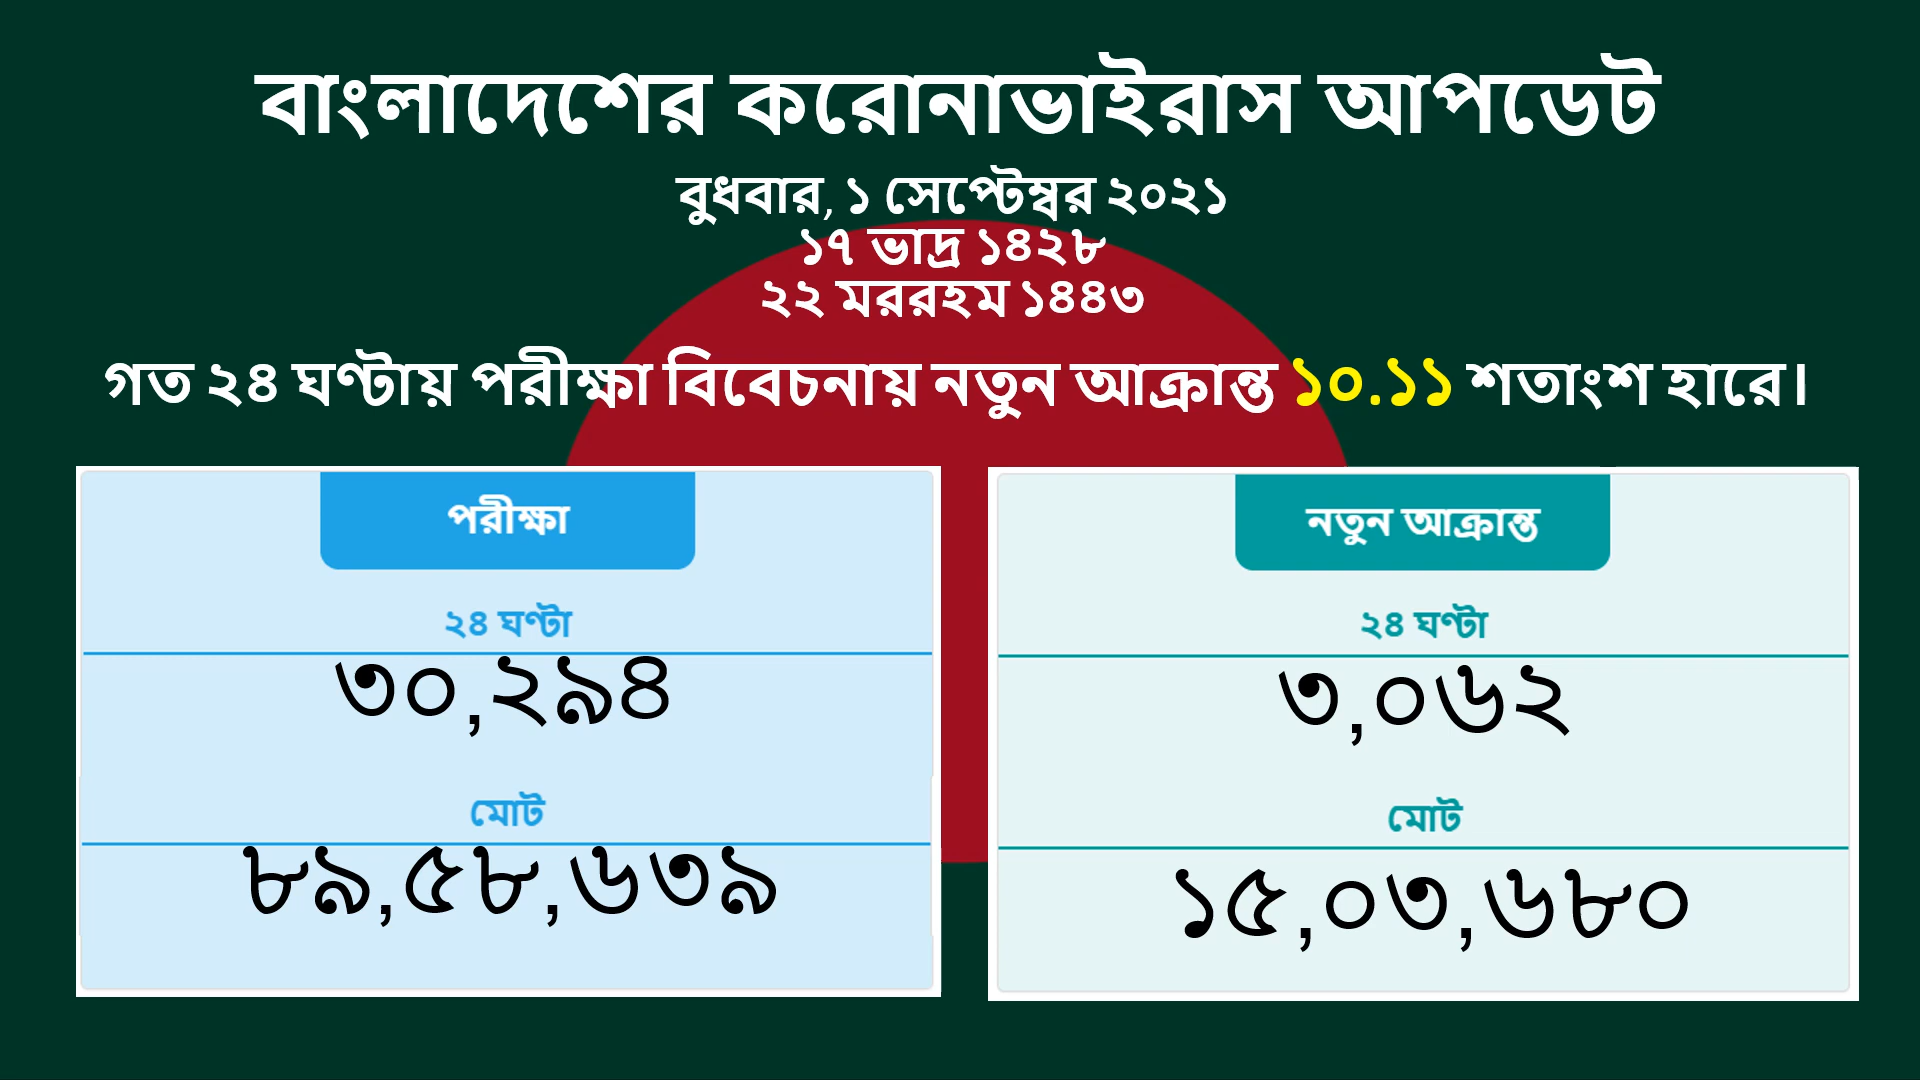 বাংলাদেশের করোনাভাইরাস আপডেট
বুধবার, ১ সেপ্টেম্বর ২০২১
১৭ ভাদ্র ১৪২৮
২২ মররহম ১৪৪৩
গত ২৪ ঘণ্টায় পরীক্ষা বিবেচনায় নতুন আক্রান্ত ১০.১১ শতাংশ হারে।
পরীক্ষা
২৪ ঘণ্টা
৩০,২৯৪
মোট
৮৯,৫৮,৬৩৯
নতুন আক্রান্ত
২৪ ঘণ্টা
৩,০৬২
মোট
১৫,০৩,৬৮০